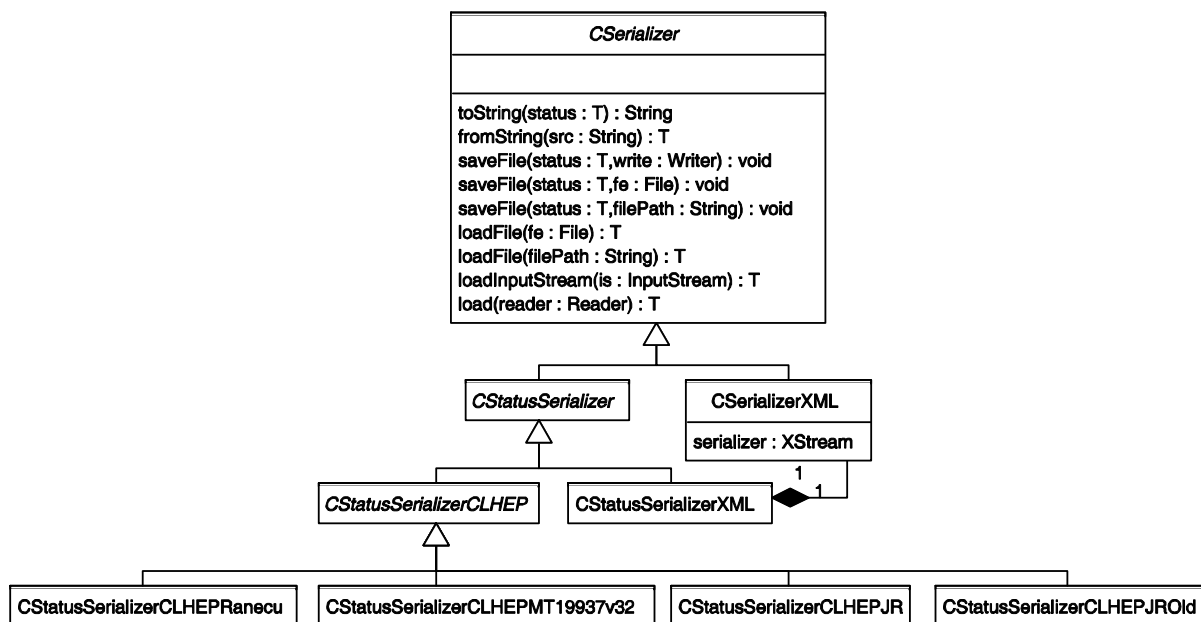 CSerializer
toString(status : T) : String
fromString(src : String) : T
saveFile(status : T,write : Writer) : void
saveFile(status : T,fe : File) : void
saveFile(status : T,filePath : String) : void
loadFile(fe : File) : T
loadFile(filePath : String) : T
loadInputStream(is : InputStream) : T
load(reader : Reader) : T
CStatusSerializer
CSerializerXML
serializer : XStream
1
1
CStatusSerializerCLHEP
CStatusSerializerXML
CStatusSerializerCLHEPRanecu
CStatusSerializerCLHEPMT19937v32
CStatusSerializerCLHEPJR
CStatusSerializerCLHEPJROld